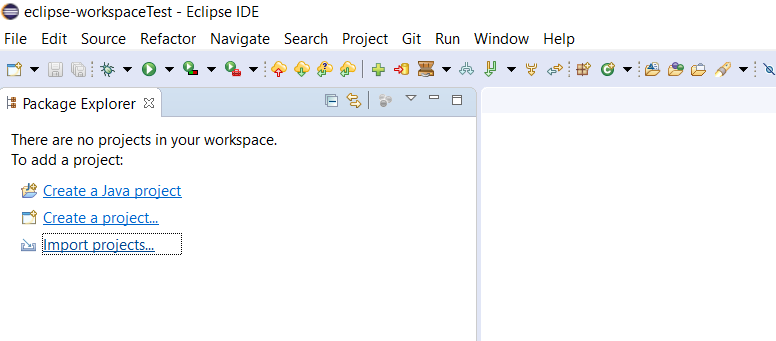 eclipse-workspaceTest - Eclipse IDE
File Edit Source Refactor Navigate Search Project Git Run Window Help
Package Explorer
There are no projects in your workspace.
To add a project:
Create a Java project
Create a project...
Import projects...